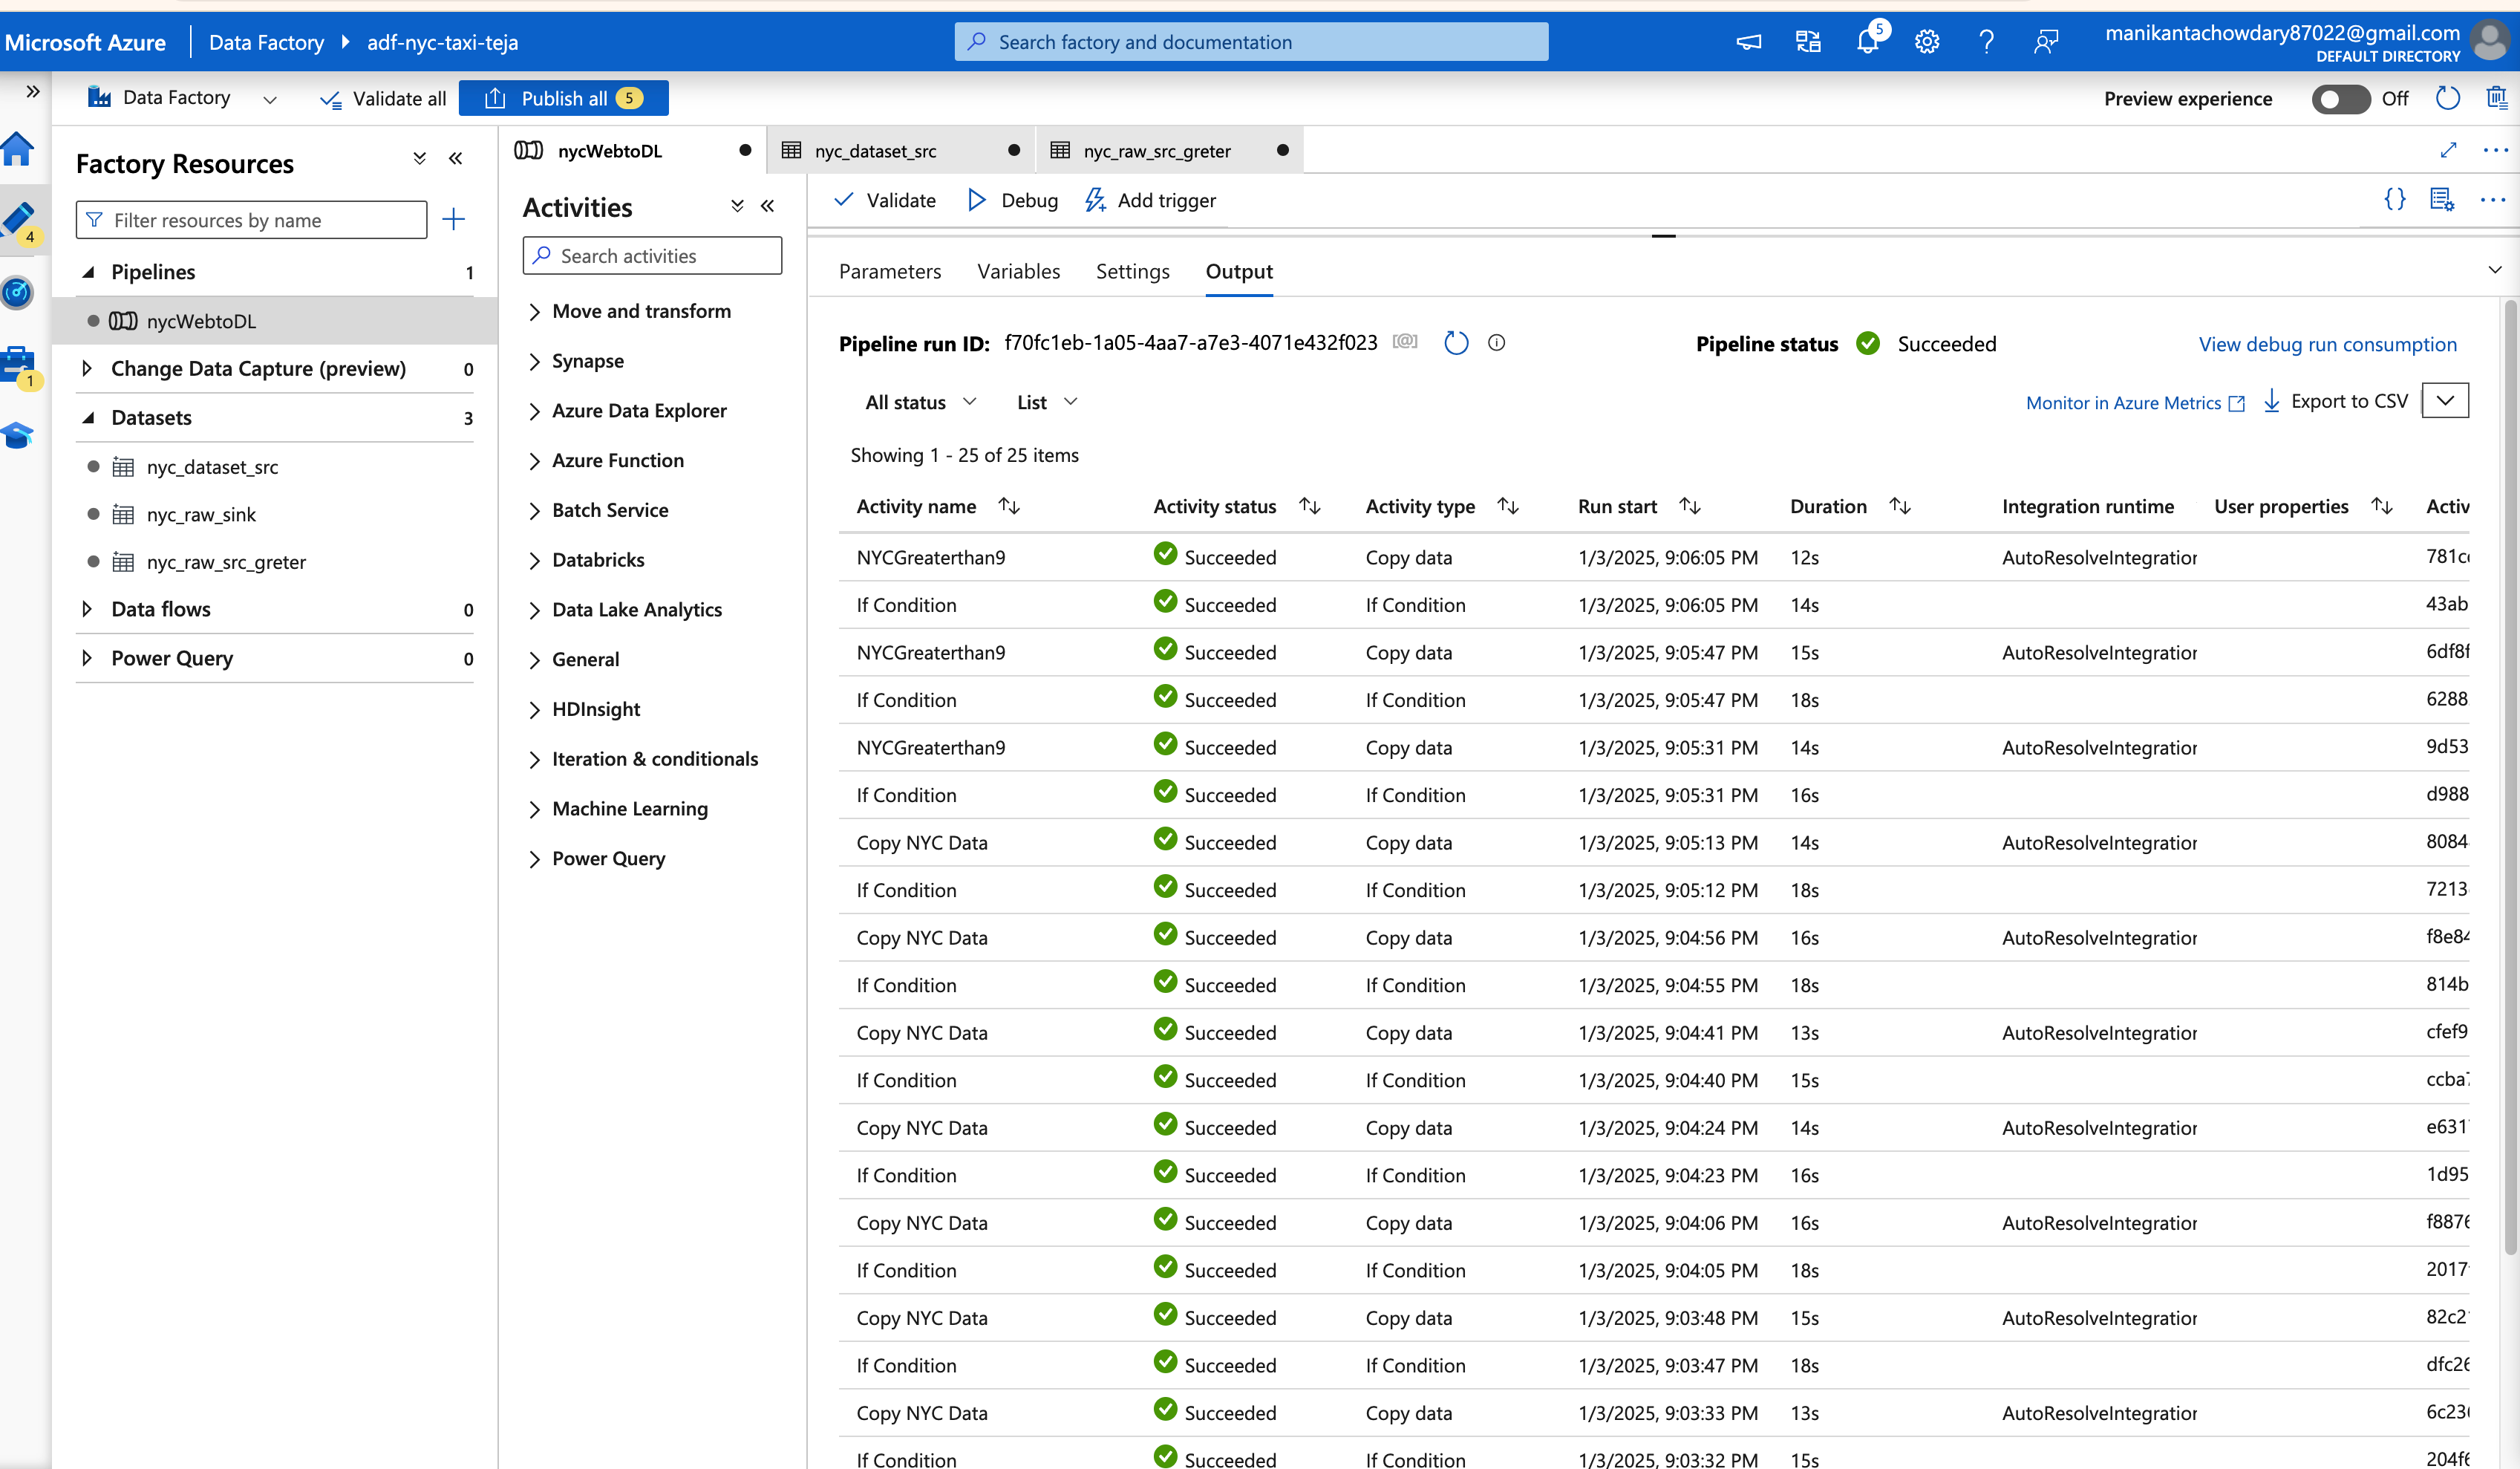 Microsoft Azure | Data Factory ▸ adf-nyc-taxi-teja
Search factory and documentation
5
manikantachowdary87022@gmail.com
DEFAULT DIRECTORY
Data Factory
Validate all
Publish all 5
Preview experience Off
4
1
Factory Resources
Filter resources by name
Pipelines 1
nycWebtoDL
Change Data Capture (preview) 0
Datasets 3
nyc_dataset_src
nyc_raw_sink
nyc_raw_src_greter
Data flows 0
Power Query 0
nycWebtoDL
nyc_dataset_src
nyc_raw_src_greter
Activities
Search activities
Move and transform
Synapse
Azure Data Explorer
Azure Function
Batch Service
Databricks
Data Lake Analytics
General
HDInsight
Iteration & conditionals
Machine Learning
Power Query
Validate Debug Add trigger
Parameters Variables Settings Output
Pipeline run ID: f70fc1eb-1a05-4aa7-a7e3-4071e432f023
Pipeline status Succeeded
View debug run consumption
All status List
Monitor in Azure Metrics Export to CSV
Showing 1 - 25 of 25 items
Activity name Activity status Activity type Run start Duration Integration runtime User properties Activ
NYCGreaterthan9 Succeeded Copy data 1/3/2025, 9:06:05 PM 12s AutoResolveIntegration 781c
If Condition Succeeded If Condition 1/3/2025, 9:06:05 PM 14s 43ab
NYCGreaterthan9 Succeeded Copy data 1/3/2025, 9:05:47 PM 15s AutoResolveIntegration 6df8f
If Condition Succeeded If Condition 1/3/2025, 9:05:47 PM 18s 6288
NYCGreaterthan9 Succeeded Copy data 1/3/2025, 9:05:31 PM 14s AutoResolveIntegration 9d53
If Condition Succeeded If Condition 1/3/2025, 9:05:31 PM 16s d988
Copy NYC Data Succeeded Copy data 1/3/2025, 9:05:13 PM 14s AutoResolveIntegration 8084
If Condition Succeeded If Condition 1/3/2025, 9:05:12 PM 18s 7213
Copy NYC Data Succeeded Copy data 1/3/2025, 9:04:56 PM 16s AutoResolveIntegration f8e84
If Condition Succeeded If Condition 1/3/2025, 9:04:55 PM 18s 814b
Copy NYC Data Succeeded Copy data 1/3/2025, 9:04:41 PM 13s AutoResolveIntegration cfef9
If Condition Succeeded If Condition 1/3/2025, 9:04:40 PM 15s ccba7
Copy NYC Data Succeeded Copy data 1/3/2025, 9:04:24 PM 14s AutoResolveIntegration e631
If Condition Succeeded If Condition 1/3/2025, 9:04:23 PM 16s 1d95
Copy NYC Data Succeeded Copy data 1/3/2025, 9:04:06 PM 16s AutoResolveIntegration f8876
If Condition Succeeded If Condition 1/3/2025, 9:04:05 PM 18s 2017
Copy NYC Data Succeeded Copy data 1/3/2025, 9:03:48 PM 15s AutoResolveIntegration 82c2
If Condition Succeeded If Condition 1/3/2025, 9:03:47 PM 18s dfc26
Copy NYC Data Succeeded Copy data 1/3/2025, 9:03:33 PM 13s AutoResolveIntegration 6c23
If Condition Succeeded If Condition 1/3/2025, 9:03:32 PM 15s 204f6